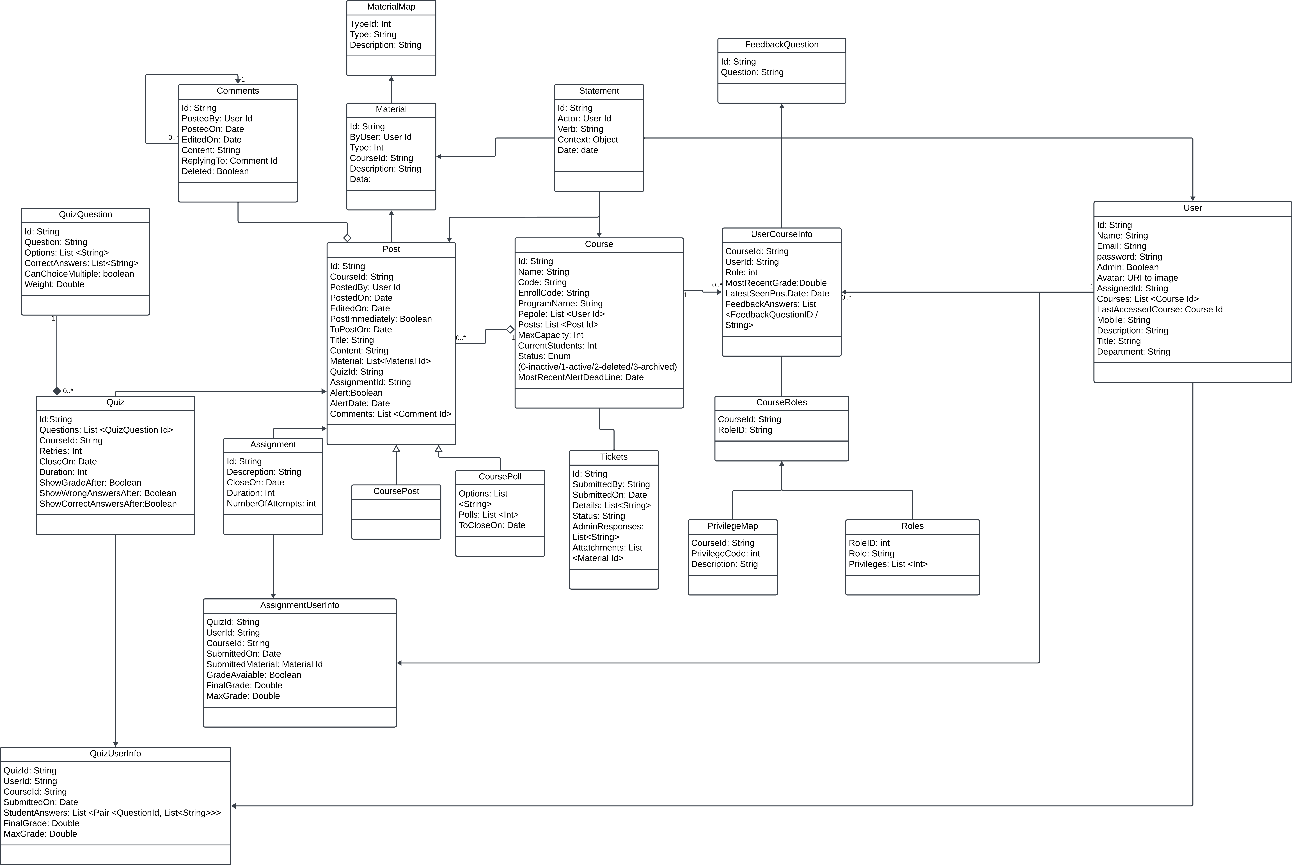 MaterialMap
TypeId: Int
Type: String
Description: String
FeedbackQuestion
Id: String
Question: String
Comments
Id: String
PostedBy: User Id
PostedOn: Date
EditedOn: Date
Content: String
ReplyingTo: Comment Id
Deleted: Boolean
1
0..*
Material
Id: String
ByUser: User Id
Type: Int
CourseId: String
Description: String
Data:
Statement
Id: String
Actor: User Id
Verb: String
Context: Object
Date: date
QuizQuestion
Id: String
Question: String
Options: List <String>
CorrectAnswers: List<String>
CanChoiceMultiple: boolean
Weight: Double
1
0..*
Post
Id: String
CourseId: String
PostedBy: User Id
PostedOn: Date
EditedOn: Date
PostImmediately: Boolean
ToPostOn: Date
Title: String
Content: String
Material: List<Material Id>
QuizId: String
AssignmentId: String
Alert:Boolean
AlertDate: Date
Comments: List <Comment Id>
0..*
1
Course
Id: String
Name: String
Code: String
EnrollCode: String
ProgramName: String
Pepole: List <User Id>
Posts: List <Post Id>
MaxCapacity: Int
CurrentStudents: Int
Status: Enum
(0-inactive/1-active/2-deleted/3-archived)
MostRecentAlertDeadLine: Date
1
0..*
UserCourseInfo
CourseId: String
UserId: String
Role: int
MostRecentGrade:Double
LatestSeenPostDate: Date
FeedbackAnswers: List
<FeedbackQuestionID /
String>
0..*
1
User
Id: String
Name: String
Email: String
password: String
Admin: Boolean
Avatar: URI to image
AssignedId: String
Courses: List <Course Id>
LastAccessedCourse: Course Id
Mobile: String
Description: String
Title: String
Department: String
Quiz
Id:String
Questions: List <QuizQuestion Id>
CourseId: String
Retries: Int
CloseOn: Date
Duration: Int
ShowGradeAfter: Boolean
ShowWrongAnswersAfter: Boolean
ShowCorrectAnswersAfter:Boolean
Assignment
Id: String
Descreption: String
CloseOn: Date
Duration: Int
NumberOfAttempts: int
CoursePost
CoursePoll
Options: List
<String>
Polls: List <Int>
ToCloseOn: Date
Tickets
Id: String
SubmittedBy: String
SubmittedOn: Date
Details: List<String>
Status: String
AdminResponses:
List<String>
Attatchments: List
<Material Id>
CourseRoles
CourseId: String
RoleID: String
PrivilegeMap
CourseId: String
PrivilegeCode: int
Description: Strig
Roles
RoleID: int
Role: String
Privileges: List <Int>
AssignmentUserInfo
QuizId: String
UserId: String
CourseId: String
SubmittedOn: Date
SubmittedMaterial: Material Id
GradeAvaiable: Boolean
FinalGrade: Double
MaxGrade: Double
QuizUserInfo
QuizId: String
UserId: String
CourseId: String
SubmittedOn: Date
StudentAnswers: List <Pair <QuestionId, List<String>>>
FinalGrade: Double
MaxGrade: Double